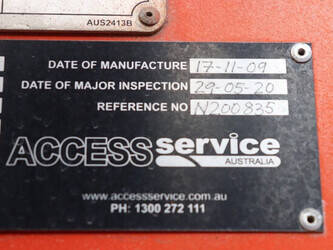 AUS2413B
DATE OF MANUFACTURE 17-11-09
DATE OF MAJOR INSPECTION 29-05-20
REFERENCE NO N200835
ACCESS service
AUSTRALIA
www.accessservice.com.au
PH: 1300 272 111